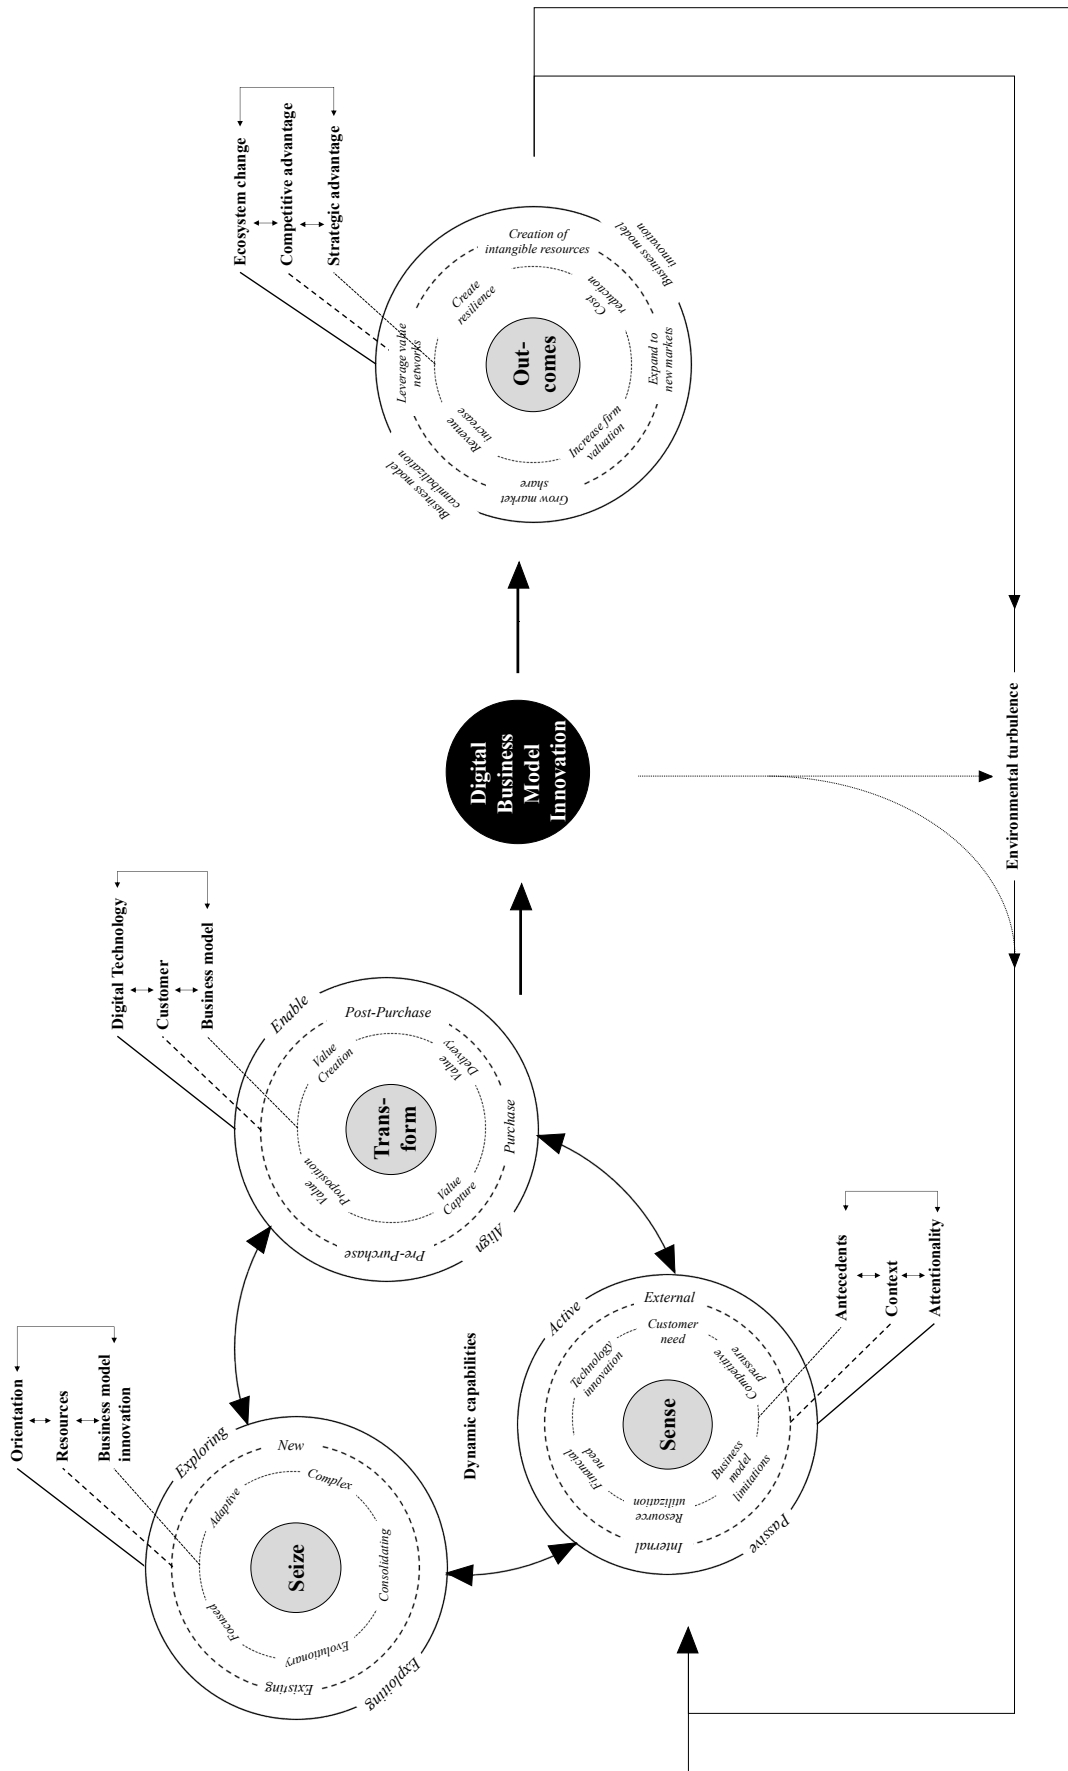 Orientation
Resources
Business model
innovation
Exploring
New
Adaptive
Complex
Seize
Consolidating
Focused
Evolutionary
Existing
Exploiting
Digital Technology
Customer
Business model
Enable
Post-Purchase
Value
Creation
Value
Delivery
Trans-
form
Purchase
Value
Proposition
Value
Capture
Pre-Purchase
Align
Dynamic capabilities
Active
External
Customer
need
Technology
innovation
Competitive
pressure
Sense
Financial
need
Business
model
limitations
Resource
utilization
Internal
Passive
Antecedents
Context
Attentionality
Digital
Business
Model
Innovation
Ecosystem change
Competitive advantage
Strategic advantage
Creation of
intangible resources
Business model
innovation
Create
resilience
Cost
reduction
Leverage value
networks
Out-
comes
Expand to
new markets
Revenue
increase
Increase firm
valuation
Grow market
share
Business model
cannibalization
Environmental turbulence